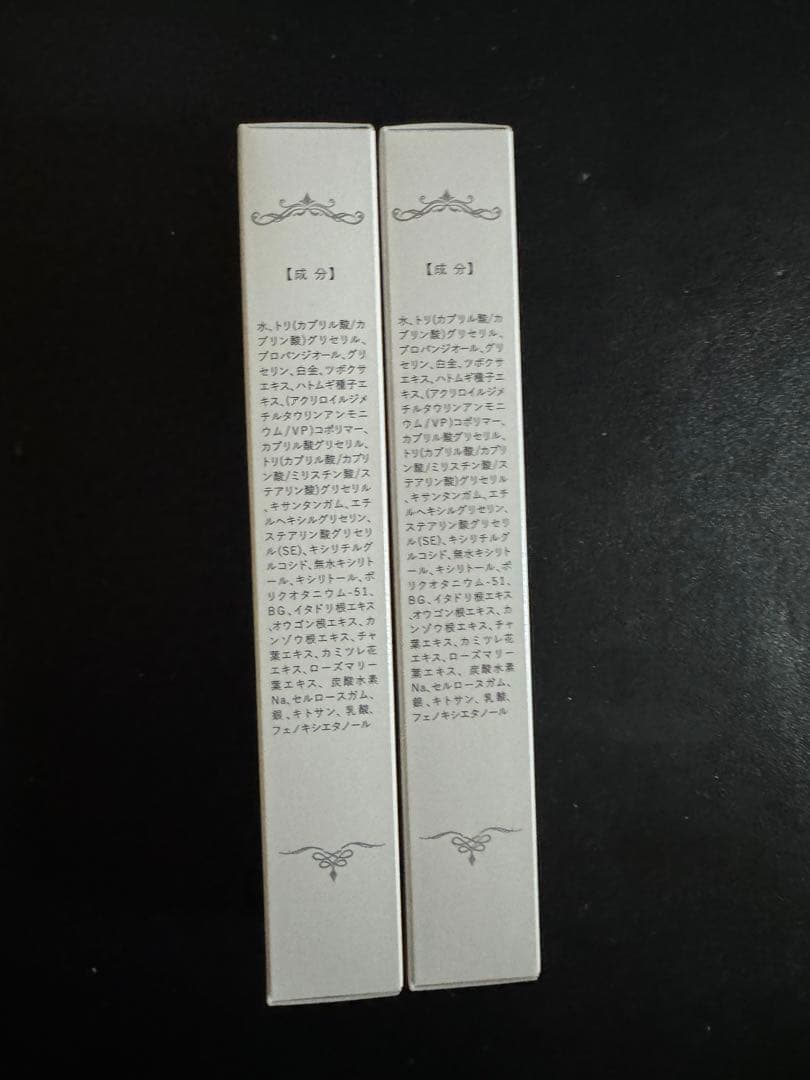 【成分】
水、トリ(カプリル酸/カ
プリン酸)グリセリル、
プロパンジオール、グリ
セリン、白金、ツボクサ
エキス、ハトムギ種子エ
キス、(アクリロイルジメ
チルタウリンアンモニ
ウム/VP)コポリマー、
カプリル酸グリセリル、
トリ(カプリル酸/カプリ
ン酸/ミリスチン酸/ス
テアリン酸)グリセリル
、キサンタンガム、エチ
ルヘキシルグリセリン、
ステアリン酸グリセリ
ル(SE)、キシリチルグ
ルコシド、無水キシリト
ール、キシリトール、ポ
リクオタニウム-51、
BG、イタドリ根エキス
、オウゴン根エキス、カ
ンゾウ根エキス、チャ
葉エキス、カミツレ花
エキス、ローズマリー
葉エキス、炭酸水素
Na、セルロースガム、
銀、キトサン、乳酸、
フェノキシエタノール
【成分】
水、トリ(カプリル酸/カ
プリン酸)グリセリル、
プロパンジオール、グリ
セリン、白金、ツボクサ
エキス、ハトムギ種子エ
キス、(アクリロイルジメ
チルタウリンアンモニ
ウム/VP)コポリマー、
カプリル酸グリセリル、
トリ(カプリル酸/カプリ
ン酸/ミリスチン酸/ス
テアリン酸)グリセリル
、キサンタンガム、エチ
ルヘキシルグリセリン、
ステアリン酸グリセリ
ル(SE)、キシリチルグ
ルコシド、無水キシリト
ール、キシリトール、ポ
リクオタニウム-51、
BG、イタドリ根エキス
、オウゴン根エキス、カ
ンゾウ根エキス、チャ
葉エキス、カミツレ花
エキス、ローズマリー
葉エキス、炭酸水素
Na、セルロースガム、
銀、キトサン、乳酸、
フェノキシエタノール